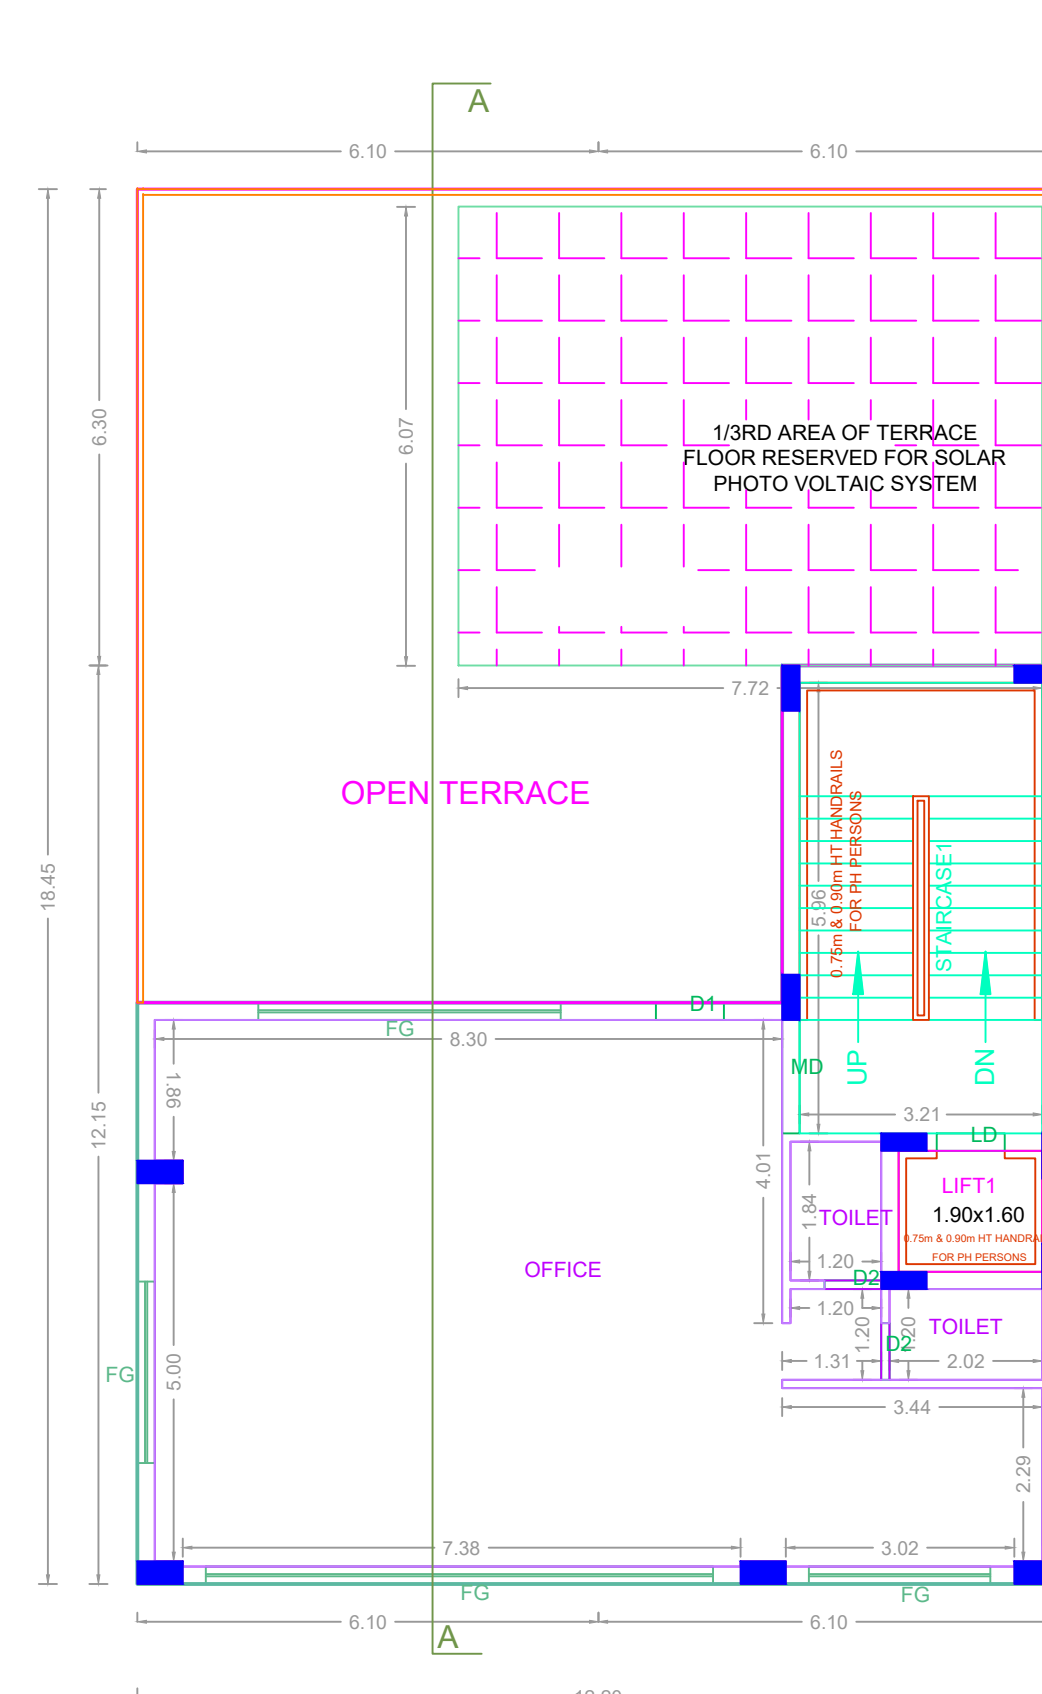 A
6.10
6.10
6.30
6.07
1/3RD AREA OF TERRACE
FLOOR RESERVED FOR SOLAR
PHOTO VOLTAIC SYSTEM
7.72
OPEN TERRACE
0.75m & 0.90m HT HANDRAILS
FOR PH PERSONS
5.96
STAIRCASE1
18.45
D1
FG
8.30
MD
UP
DN
1.86
12.15
3.21
LD
4.01
1.84
TOILET
LIFT1
1.90x1.60
0.75m & 0.90m HT HANDRA
FOR PH PERSONS
OFFICE
1.20
D2
1.20
1.20
1.20
TOILET
D2
FG
5.00
1.31
2.02
3.44
2.29
7.38
3.02
FG
FG
6.10
6.10
A